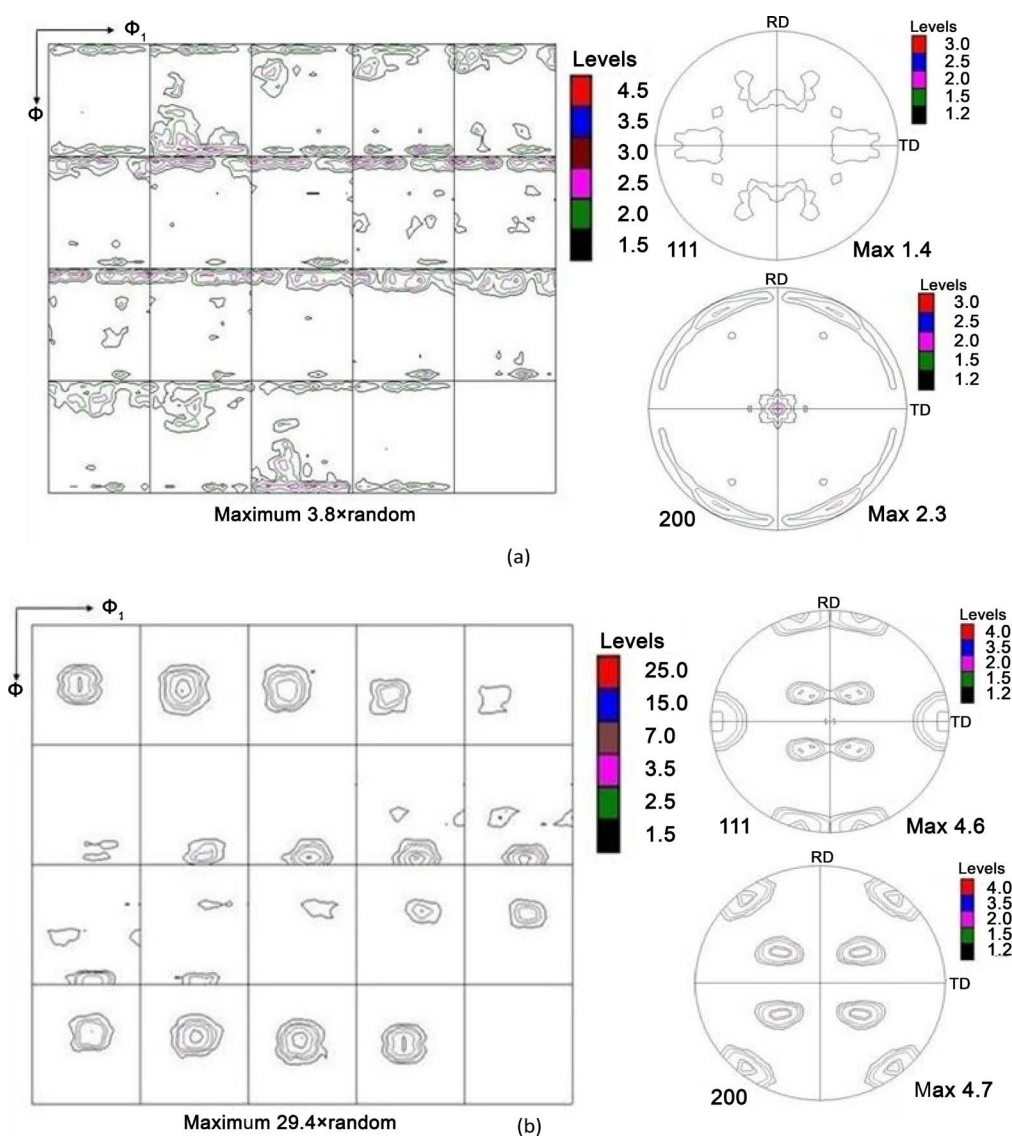 Φ1
Φ
Levels
4.5
3.5
3.0
2.5
2.0
1.5
Maximum 3.8×random
RD
TD
111
Max 1.4
Levels
3.0
2.5
2.0
1.5
1.2
RD
TD
200
Max 2.3
Levels
3.0
2.5
2.0
1.5
1.2
(a)
Φ1
Φ
Levels
25.0
15.0
7.0
3.5
2.5
1.5
Maximum 29.4×random
RD
TD
111
Max 4.6
Levels
4.0
3.5
2.0
1.5
1.2
RD
TD
200
Max 4.7
Levels
4.0
3.5
2.0
1.5
1.2
(b)